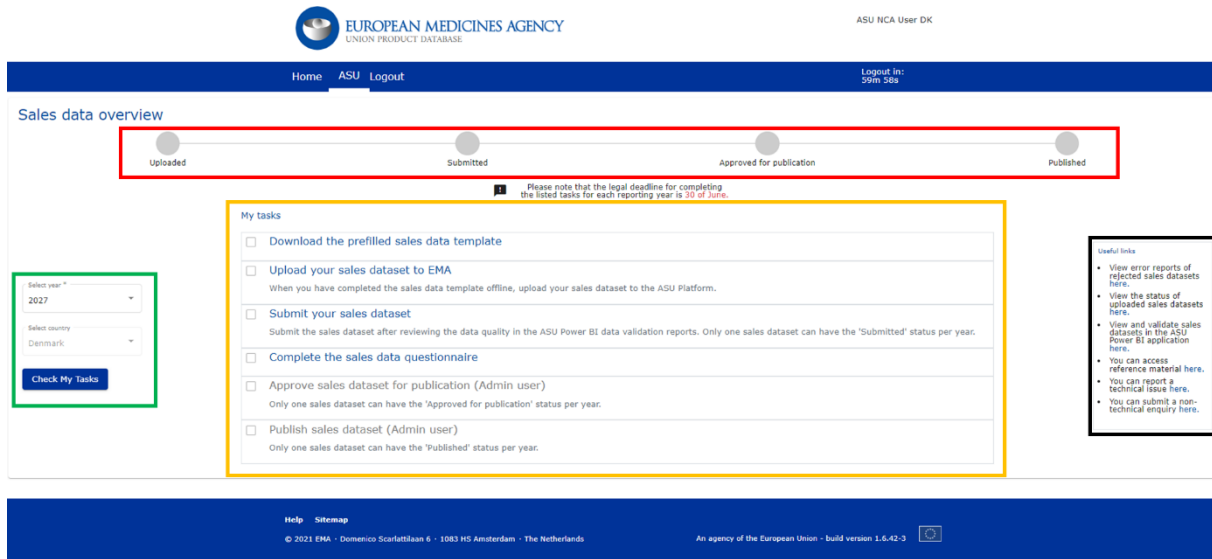 EUROPEAN MEDICINES AGENCY
UNION PRODUCT DATABASE
ASU NCA User DK
Home ASU Logout
Logout in:
59m 58s
Sales data overview
Uploaded
Submitted
Approved for publication
Published
Please note that the legal deadline for completing
the listed tasks for each reporting year is 30 of June.
My tasks
Download the prefilled sales data template
Upload your sales dataset to EMA
When you have completed the sales data template offline, upload your sales dataset to the ASU Platform.
Submit your sales dataset
Submit the sales dataset after reviewing the data quality in the ASU Power BI data validation reports. Only one sales dataset can have the 'Submitted' status per year.
Complete the sales data questionnaire
Approve sales dataset for publication (Admin user)
Only one sales dataset can have the 'Approved for publication' status per year.
Publish sales dataset (Admin user)
Only one sales dataset can have the 'Published' status per year.
Select year *
2027
Select country
Denmark
Check My Tasks
Useful links
• View error reports of
rejected sales datasets
here.
• View the status of
uploaded sales datasets
here.
• View and validate sales
datasets in the ASU
Power BI application
here.
• You can access
reference material here.
• You can report a
technical issue here.
• You can submit a non-
technical enquiry here.
Help Sitemap
© 2021 EMA - Domenico Scarlattilaan 6 - 1083 HS Amsterdam - The Netherlands
An agency of the European Union - build version 1.6.42-3